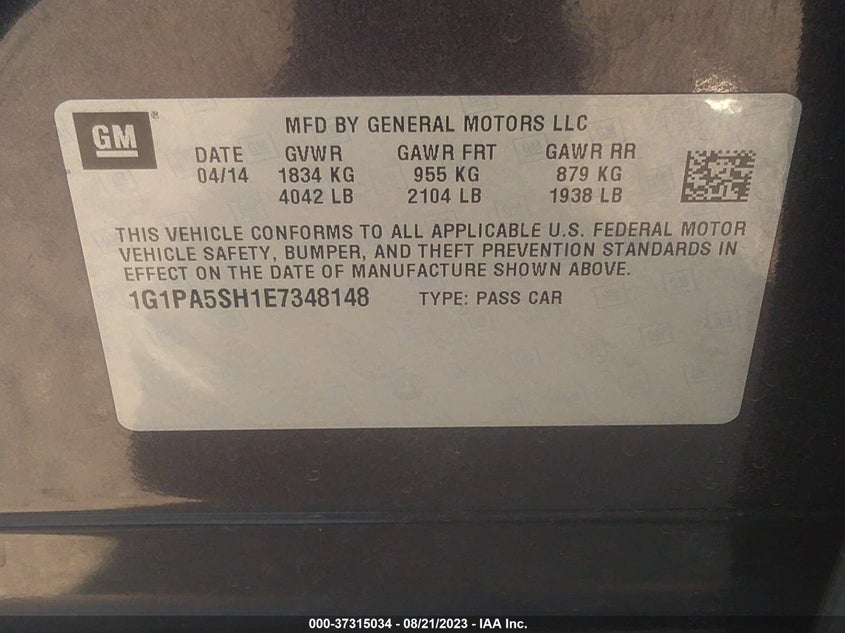 GM®
MFD BY GENERAL MOTORS LLC
DATE GVWR GAWR FRT GAWR RR
04/14 1834 KG 955 KG 879 KG
4042 LB 2104 LB 1938 LB
THIS VEHICLE CONFORMS TO ALL APPLICABLE U.S. FEDERAL MOTOR
VEHICLE SAFETY, BUMPER, AND THEFT PREVENTION STANDARDS IN
EFFECT ON THE DATE OF MANUFACTURE SHOWN ABOVE.
1G1PA5SH1E7348148 TYPE: PASS CAR
000-37315034 - 08/21/2023 - IAA Inc.